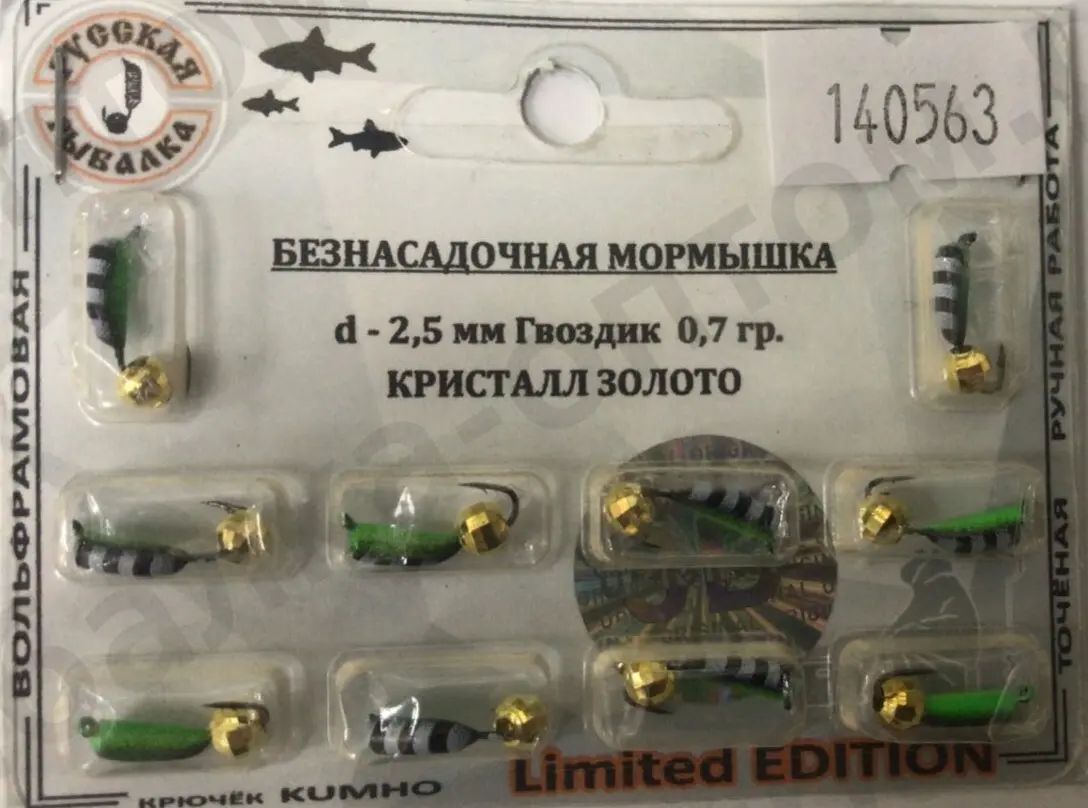 РУССКАЯ
РЫБАЛКА
140563
БЕЗНАСАДОЧНАЯ МОРМЫШКА
d - 2,5 мм Гвоздик 0,7 гр.
КРИСТАЛЛ ЗОЛОТО
ВОЛЬФРАМОВАЯ
ТОЧЁНАЯ РУЧНАЯ РАБОТА
Limited EDITION
КРЮЧЁК KUMHO